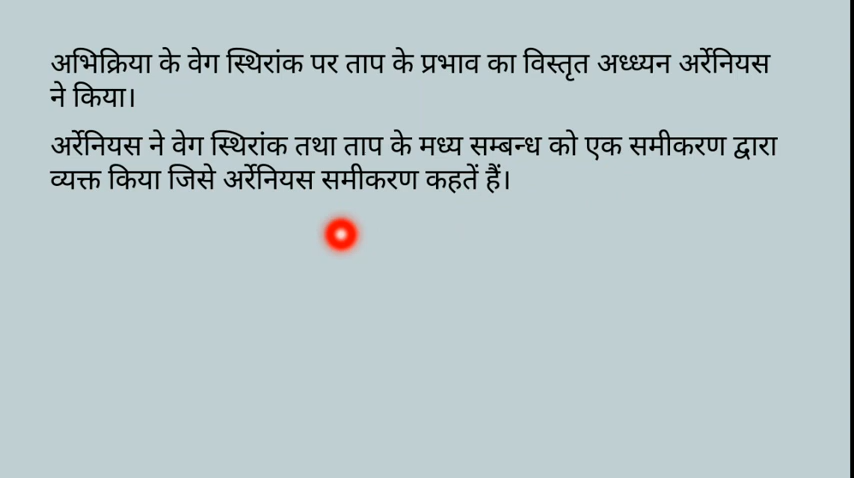 अभिक्रिया के वेग स्थिरांक पर ताप के प्रभाव का विस्तृत अध्ध्यन अर्रेनियस
ने किया।
अर्रेनियस ने वेग स्थिरांक तथा ताप के मध्य सम्बन्ध को एक समीकरण द्वारा
व्यक्त किया जिसे अर्रेनियस समीकरण कहतें हैं।